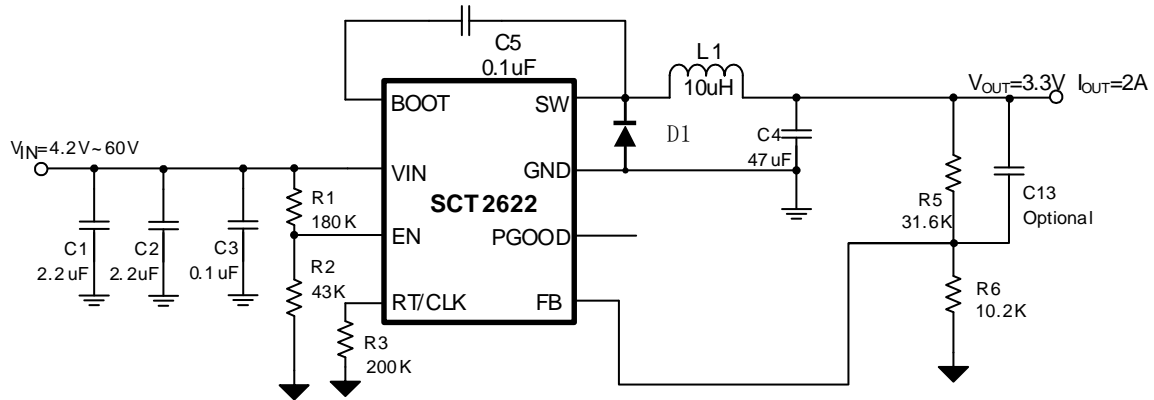 C5
0.1uF
L1
10uH
VOUT=3.3V IOUT=2A
BOOT
SW
D1
C4
47uF
VIN=4.2V~60V
VIN
GND
SCT2622
R1
180K
R5
31.6K
C13
Optional
EN
PGOOD
C1
2.2uF
C2
2.2uF
C3
0.1uF
R2
43K
RT/CLK
FB
R6
10.2K
R3
200K